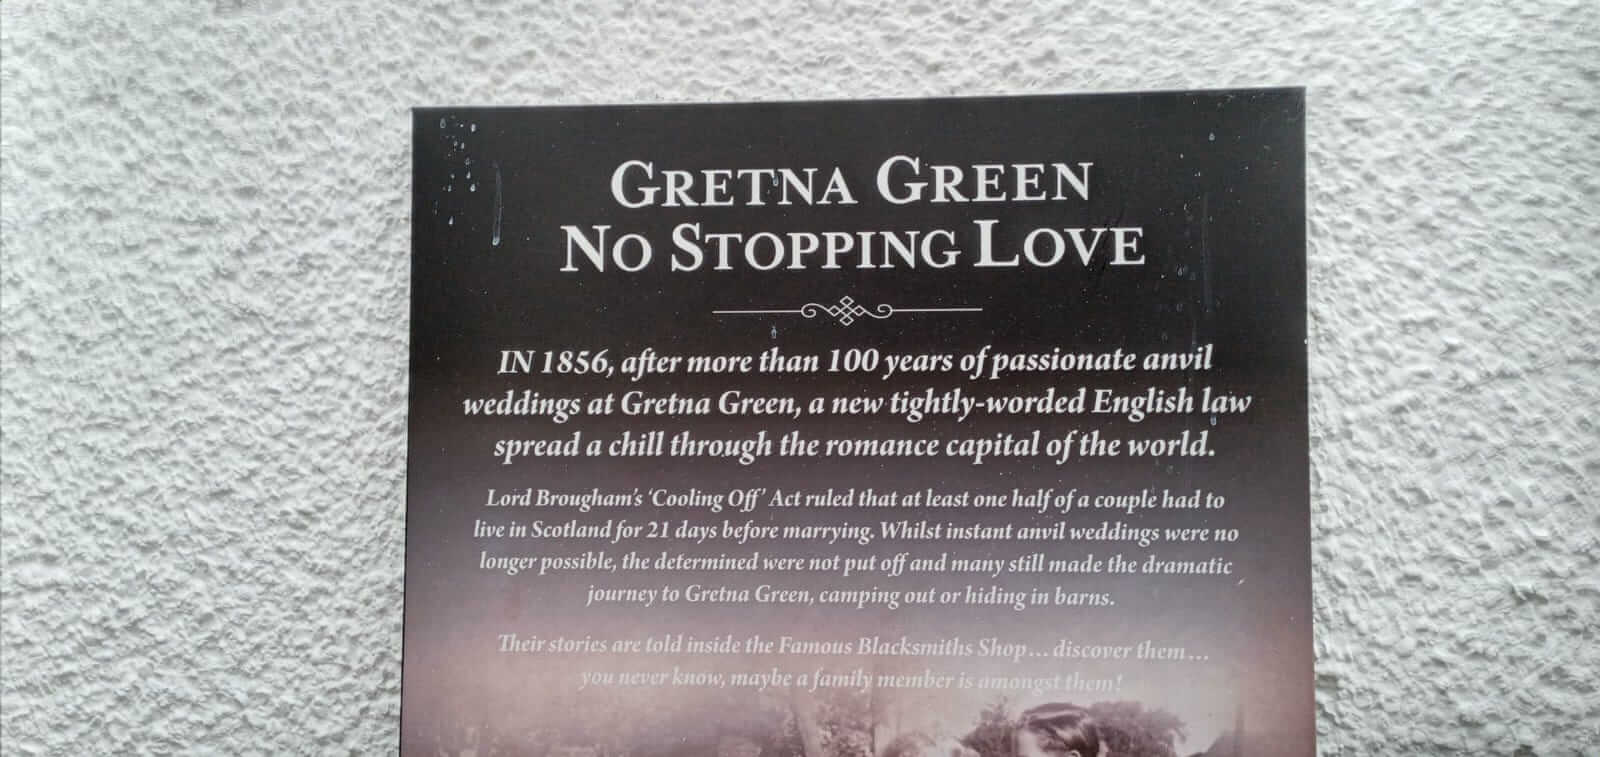 GRETNA GREEN
NO STOPPING LOVE
IN 1856, after more than 100 years of passionate anvil
weddings at Gretna Green, a new tightly-worded English law
spread a chill through the romance capital of the world.
Lord Brougham's 'Cooling Off' Act ruled that at least one half of a couple had to
live in Scotland for 21 days before marrying. Whilst instant anvil weddings were no
longer possible, the determined were not put off and many still made the dramatic
journey to Gretna Green, camping out or hiding in barns.
Their stories are told inside the Famous Blacksmiths Shop... discover them...
you never know, maybe a family member is amongst them!